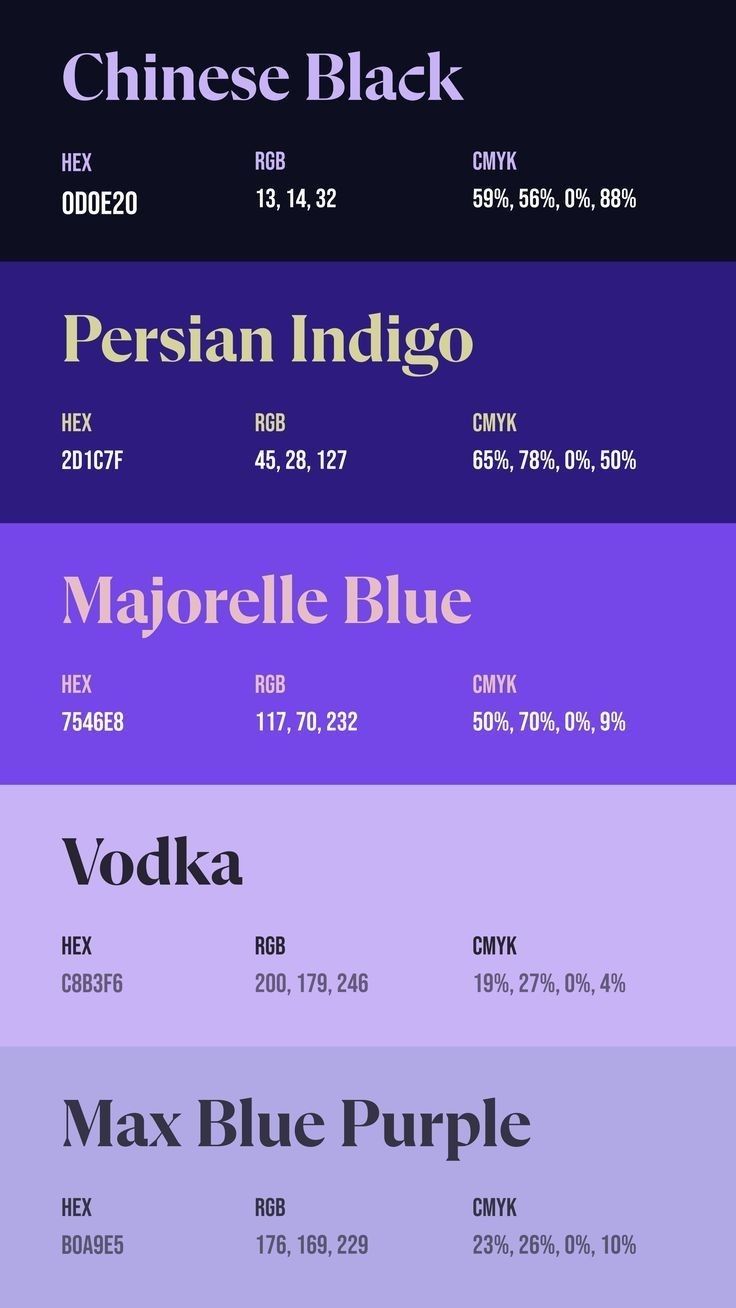 Chinese Black
HEX RGB CMYK
0D0E20 13, 14, 32 59%, 56%, 0%, 88%
Persian Indigo
HEX RGB CMYK
2D1C7F 45, 28, 127 65%, 78%, 0%, 50%
Majorelle Blue
HEX RGB CMYK
7546E8 117, 70, 232 50%, 70%, 0%, 9%
Vodka
HEX RGB CMYK
C8B3F6 200, 179, 246 19%, 27%, 0%, 4%
Max Blue Purple
HEX RGB CMYK
B0A9E5 176, 169, 229 23%, 26%, 0%, 10%